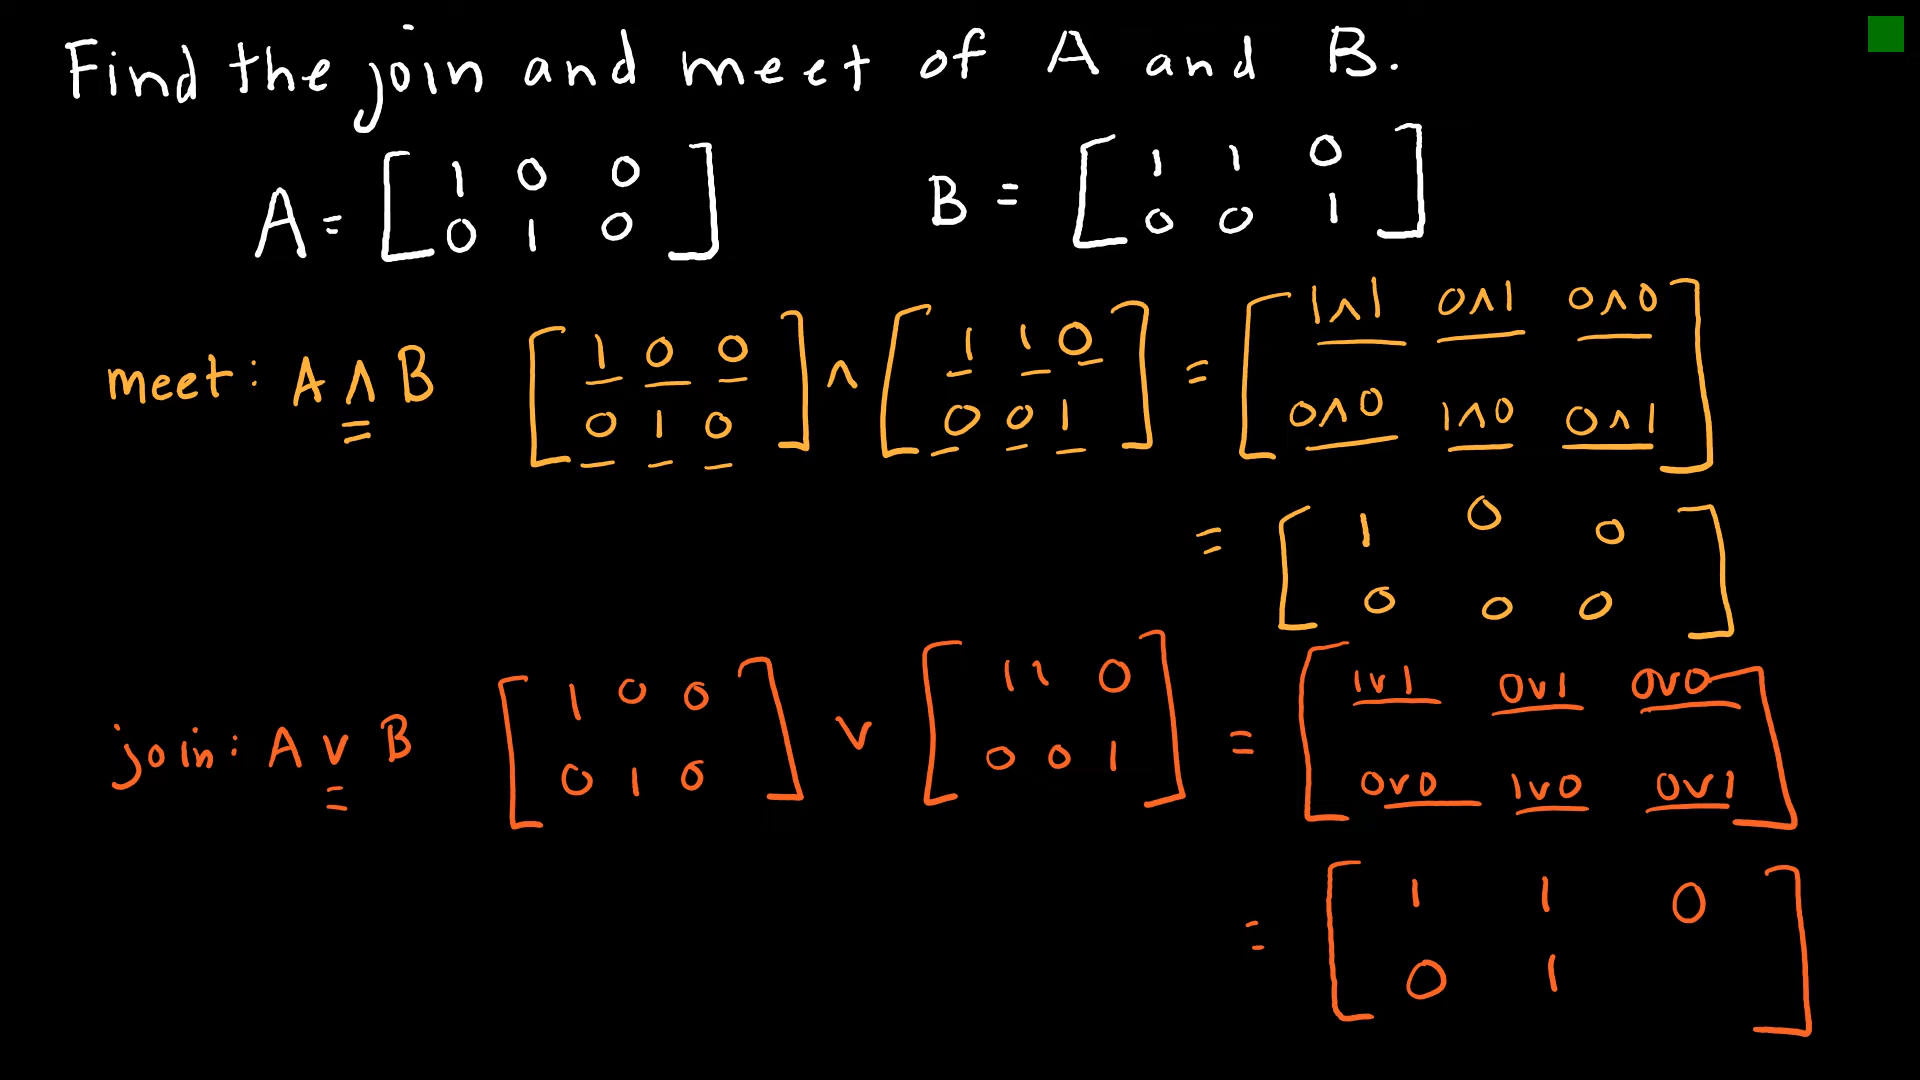 Find the join and meet of A and B.
A = [ 1 0 0
0 1 0 ]
B = [ 1 1 0
0 0 1 ]
meet: A ∧ B [ 1 0 0
0 1 0 ] ∧ [ 1 1 0
0 0 1 ] = [ 1∧1 0∧1 0∧0
0∧0 1∧0 0∧1 ]
= [ 1 0 0
0 0 0 ]
join: A ∨ B [ 1 0 0
0 1 0 ] ∨ [ 1 1 0
0 0 1 ] = [ 1∨1 0∨1 0∨0
0∨0 1∨0 0∨1 ]
= [ 1 1 0
0 1 ]